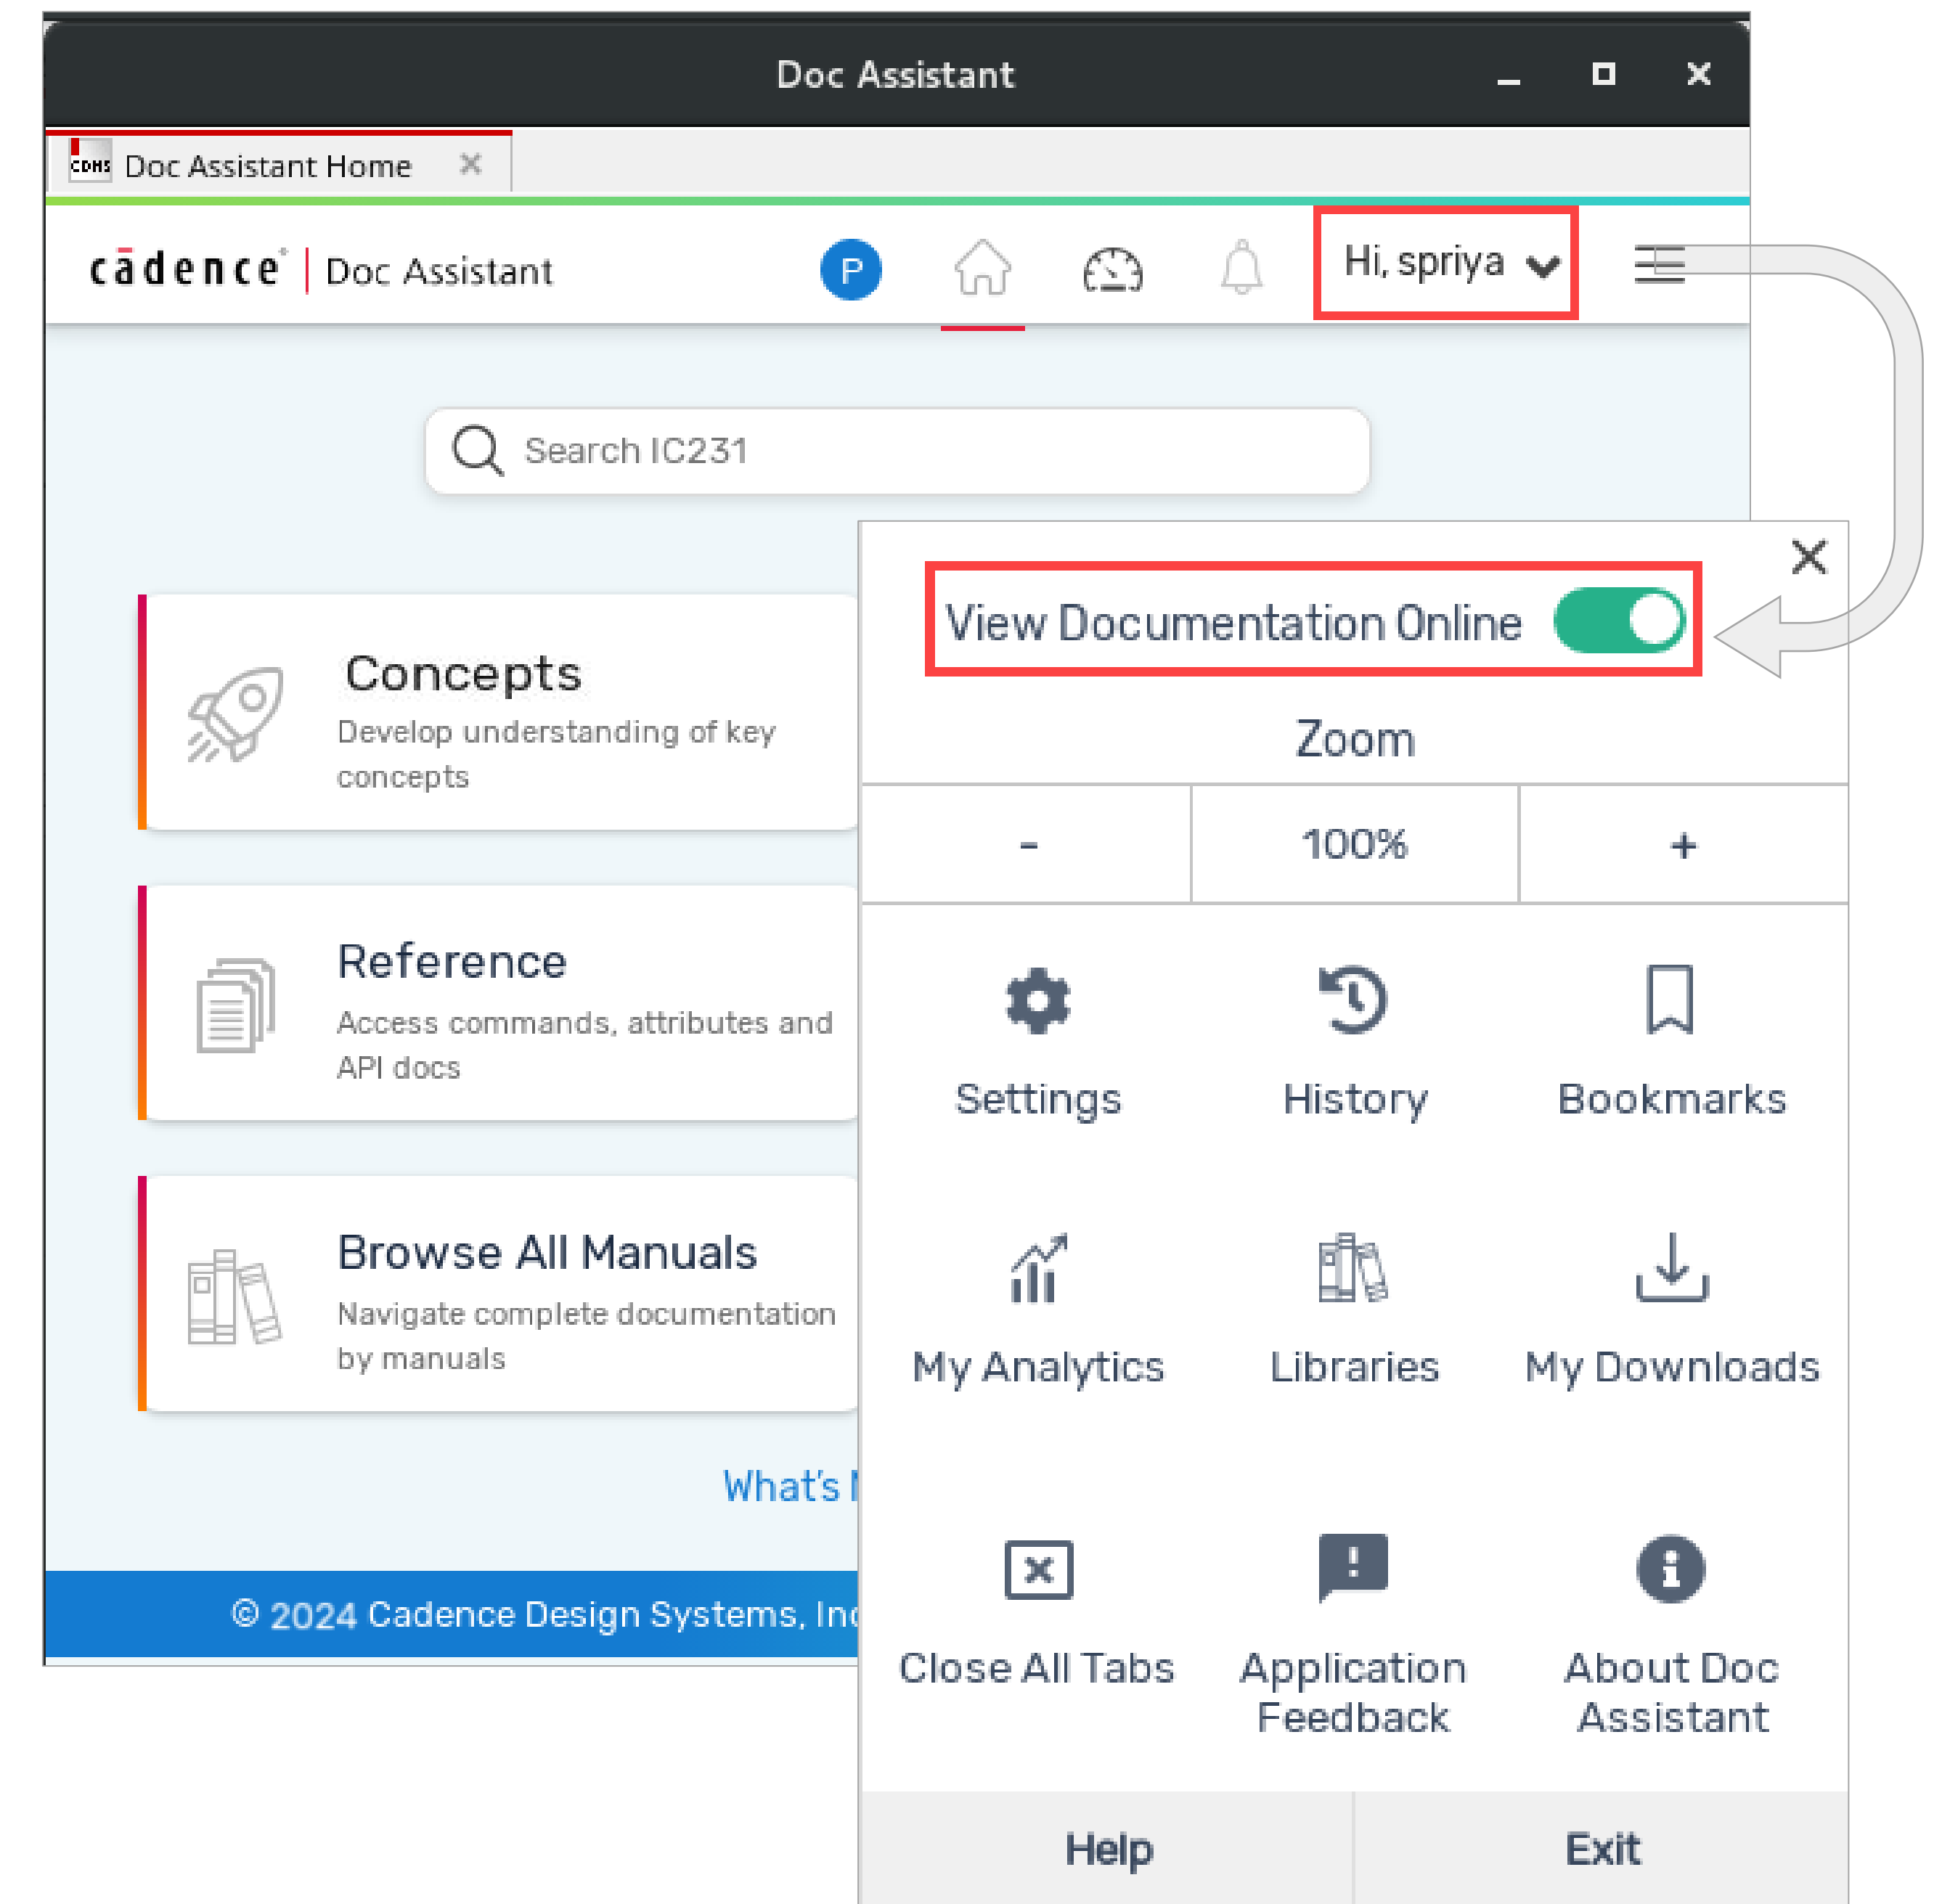 Doc Assistant
CDMS Doc Assistant Home
cādence® | Doc Assistant
P
Hi, spriya
Search IC231
Concepts
Develop understanding of key
concepts
Reference
Access commands, attributes and
API docs
Browse All Manuals
Navigate complete documentation
by manuals
What's
© 2024 Cadence Design Systems, Inc
View Documentation Online
Zoom
- 100% +
Settings History Bookmarks
My Analytics Libraries My Downloads
Close All Tabs Application Feedback About Doc Assistant
Help Exit